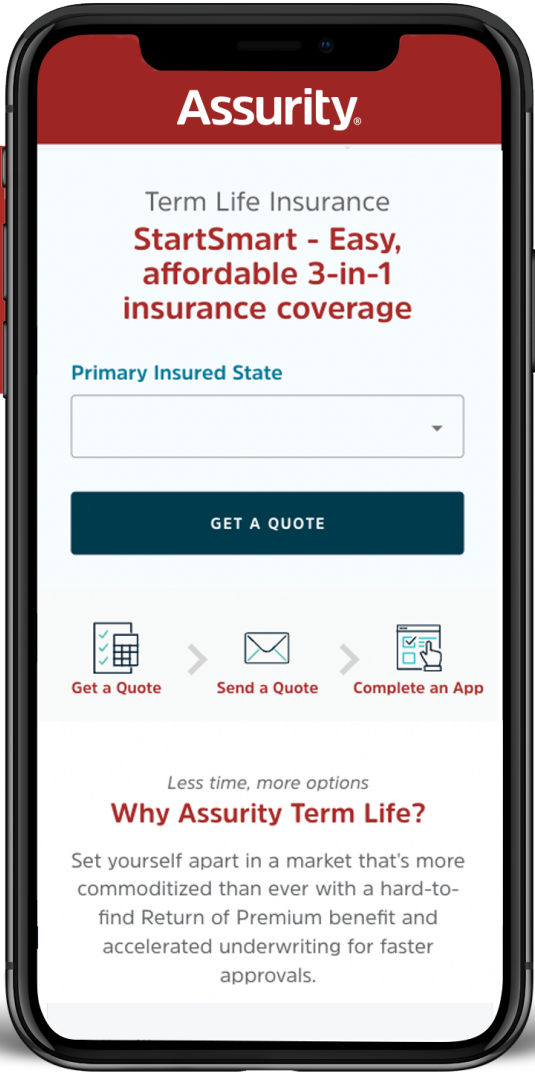 Assurity®
Term Life Insurance
StartSmart - Easy,
affordable 3-in-1
insurance coverage
Primary Insured State
GET A QUOTE
Get a Quote
Send a Quote
Complete an App
Less time, more options
Why Assurity Term Life?
Set yourself apart in a market that's more
commoditized than ever with a hard-to-
find Return of Premium benefit and
accelerated underwriting for faster
approvals.